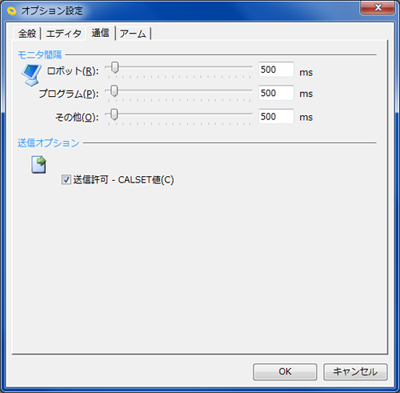 オプション設定
全般 エディタ 通信 アーム
モニタ間隔
ロボット(R): 500 ms
プログラム(P): 500 ms
その他(O): 500 ms
送信オプション
送信許可 - CALSET値(C)
OK キャンセル